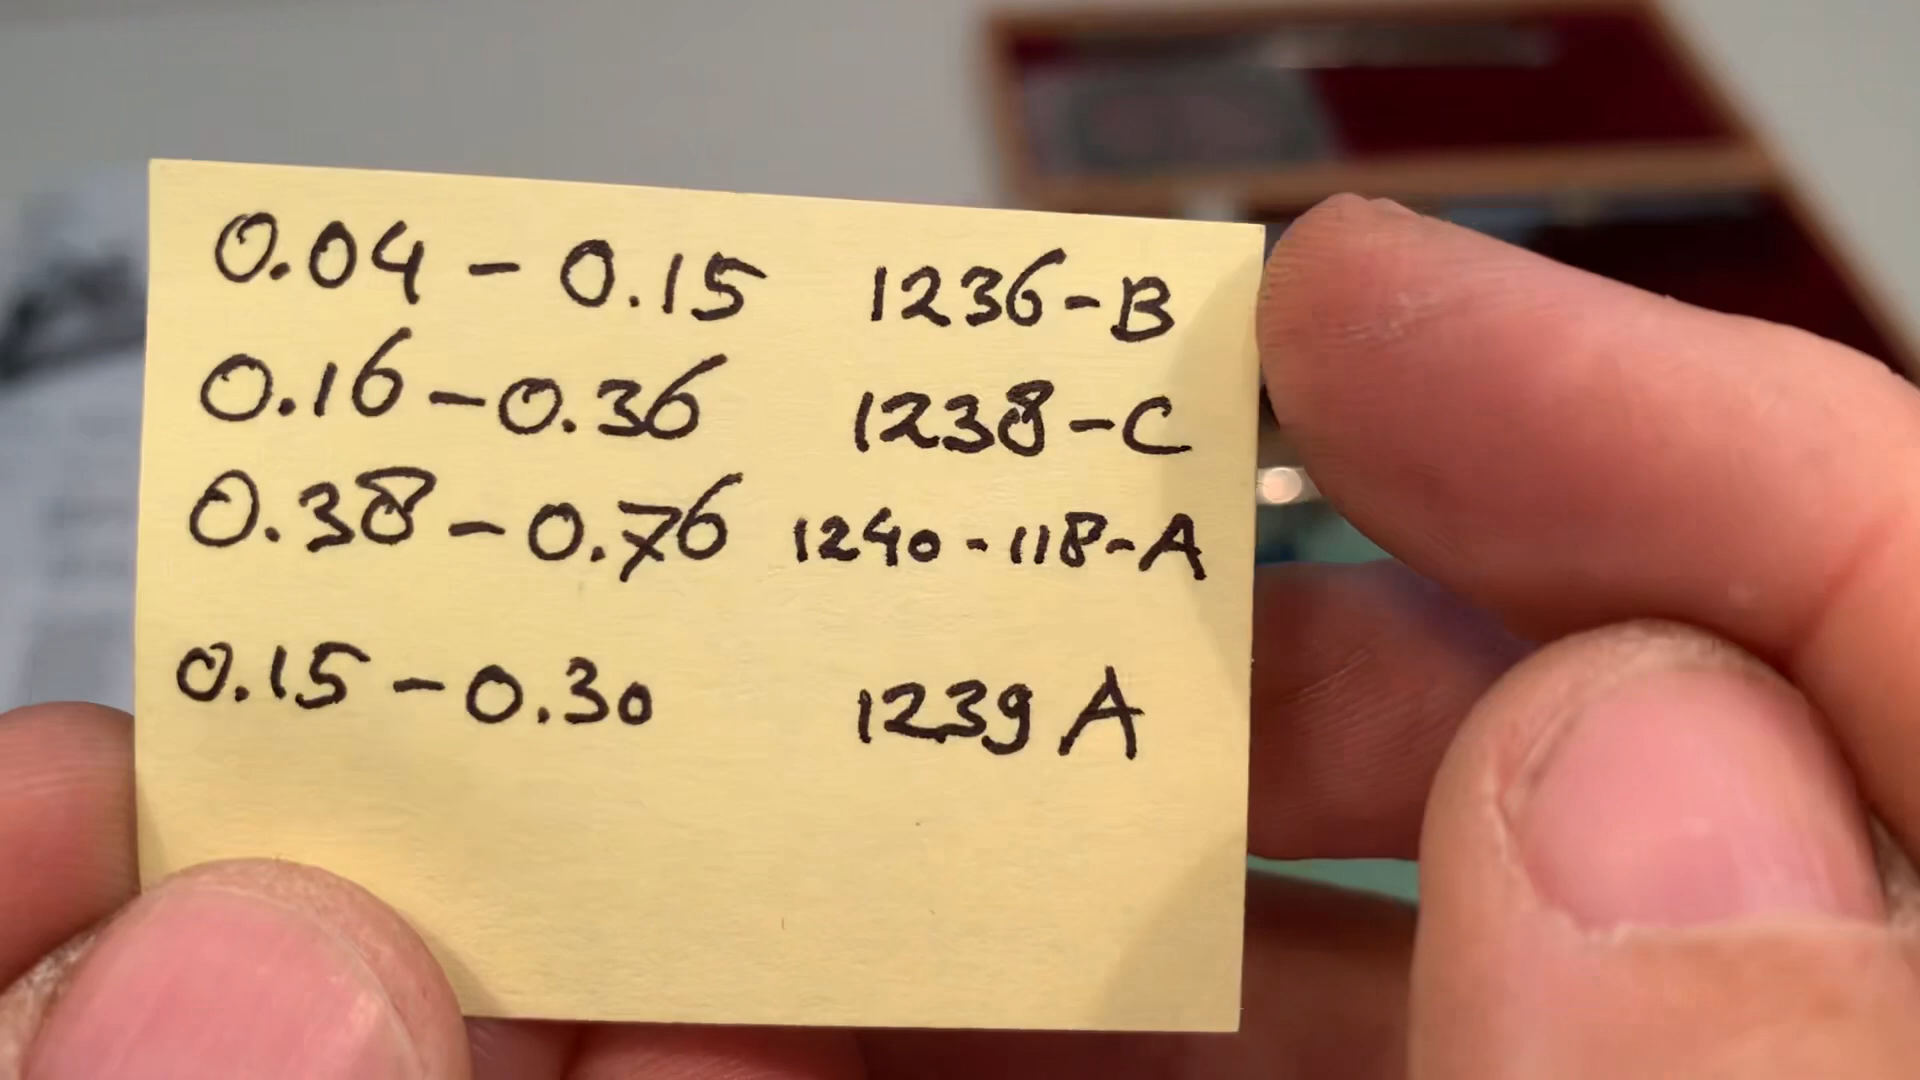 0.04 - 0.15 1236-B
0.16 - 0.36 1238-C
0.38 - 0.76 1240-118-A
0.15 - 0.30 1239 A